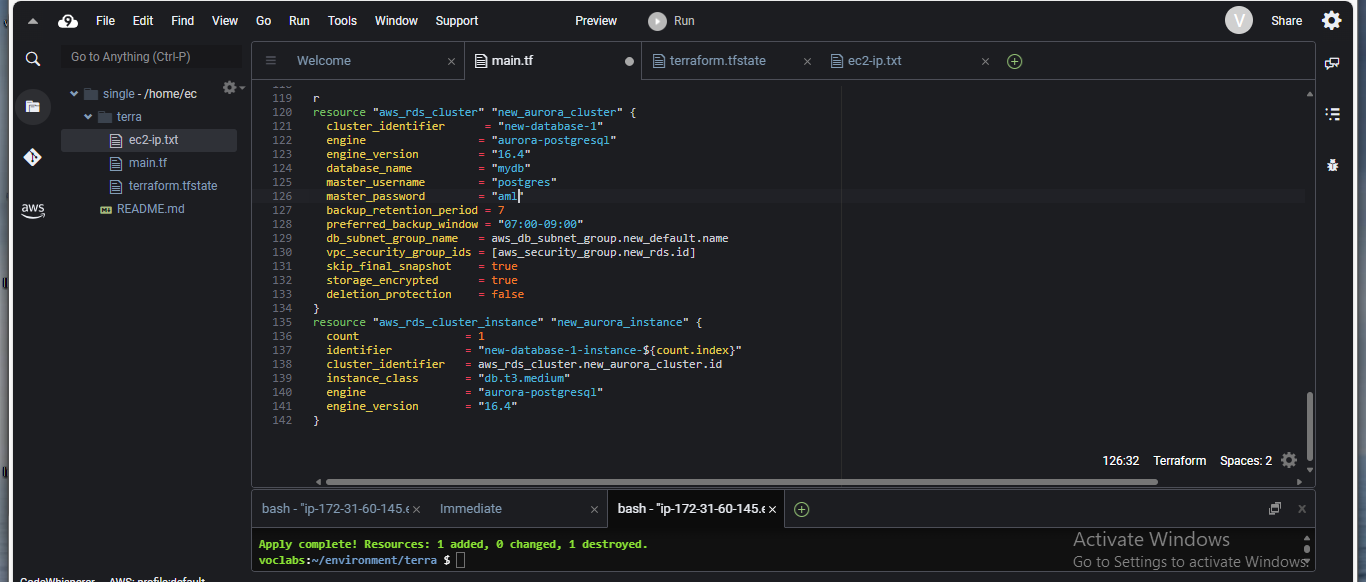 9 File Edit Find View Go Run Tools Window Support Preview Run V Share
Go to Anything (Ctrl-P)
Welcome main.tf terraform.tfstate ec2-ip.txt
single - /home/ec
terra
ec2-ip.txt
main.tf
terraform.tfstate
README.md
aws
119 r
120 resource "aws_rds_cluster" "new_aurora_cluster" {
121 cluster_identifier = "new-database-1"
122 engine = "aurora-postgresql"
123 engine_version = "16.4"
124 database_name = "mydb"
125 master_username = "postgres"
126 master_password = "aml"
127 backup_retention_period = 7
128 preferred_backup_window = "07:00-09:00"
129 db_subnet_group_name = aws_db_subnet_group.new_default.name
130 vpc_security_group_ids = [aws_security_group.new_rds.id]
131 skip_final_snapshot = true
132 storage_encrypted = true
133 deletion_protection = false
134 }
135 resource "aws_rds_cluster_instance" "new_aurora_instance" {
136 count = 1
137 identifier = "new-database-1-instance-${count.index}"
138 cluster_identifier = aws_rds_cluster.new_aurora_cluster.id
139 instance_class = "db.t3.medium"
140 engine = "aurora-postgresql"
141 engine_version = "16.4"
142 }
126:32 Terraform Spaces: 2
bash - "ip-172-31-60-145.e Immediate bash - "ip-172-31-60-145.e
Apply complete! Resources: 1 added, 0 changed, 1 destroyed.
voclabs:~/environment/terra $
Activate Windows
Go to Settings to activate Windows.
CodeWhisperer AWS: profile:default